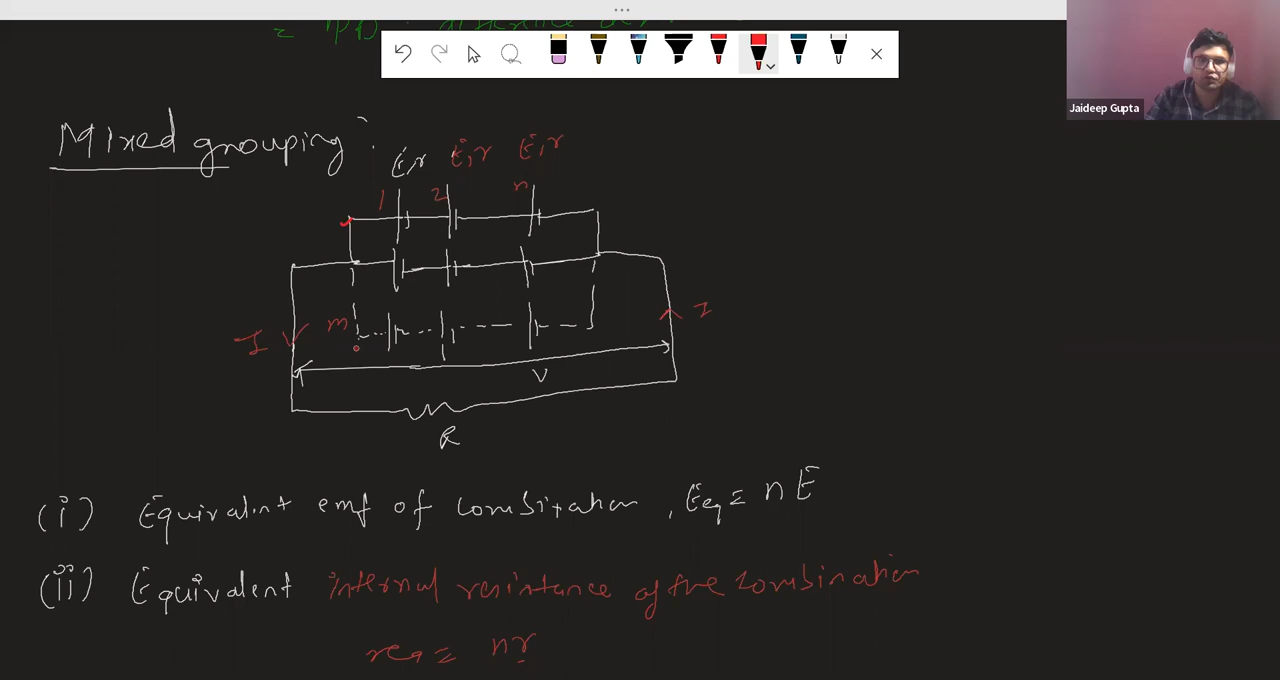 Jaideep Gupta
Mixed grouping :
E,r E,r E,r
1 2 n
m
I I
V
R
(i) Equivalent emf of combination, Eeq = nE
(ii) Equivalent internal resistance of the combination
req = nr